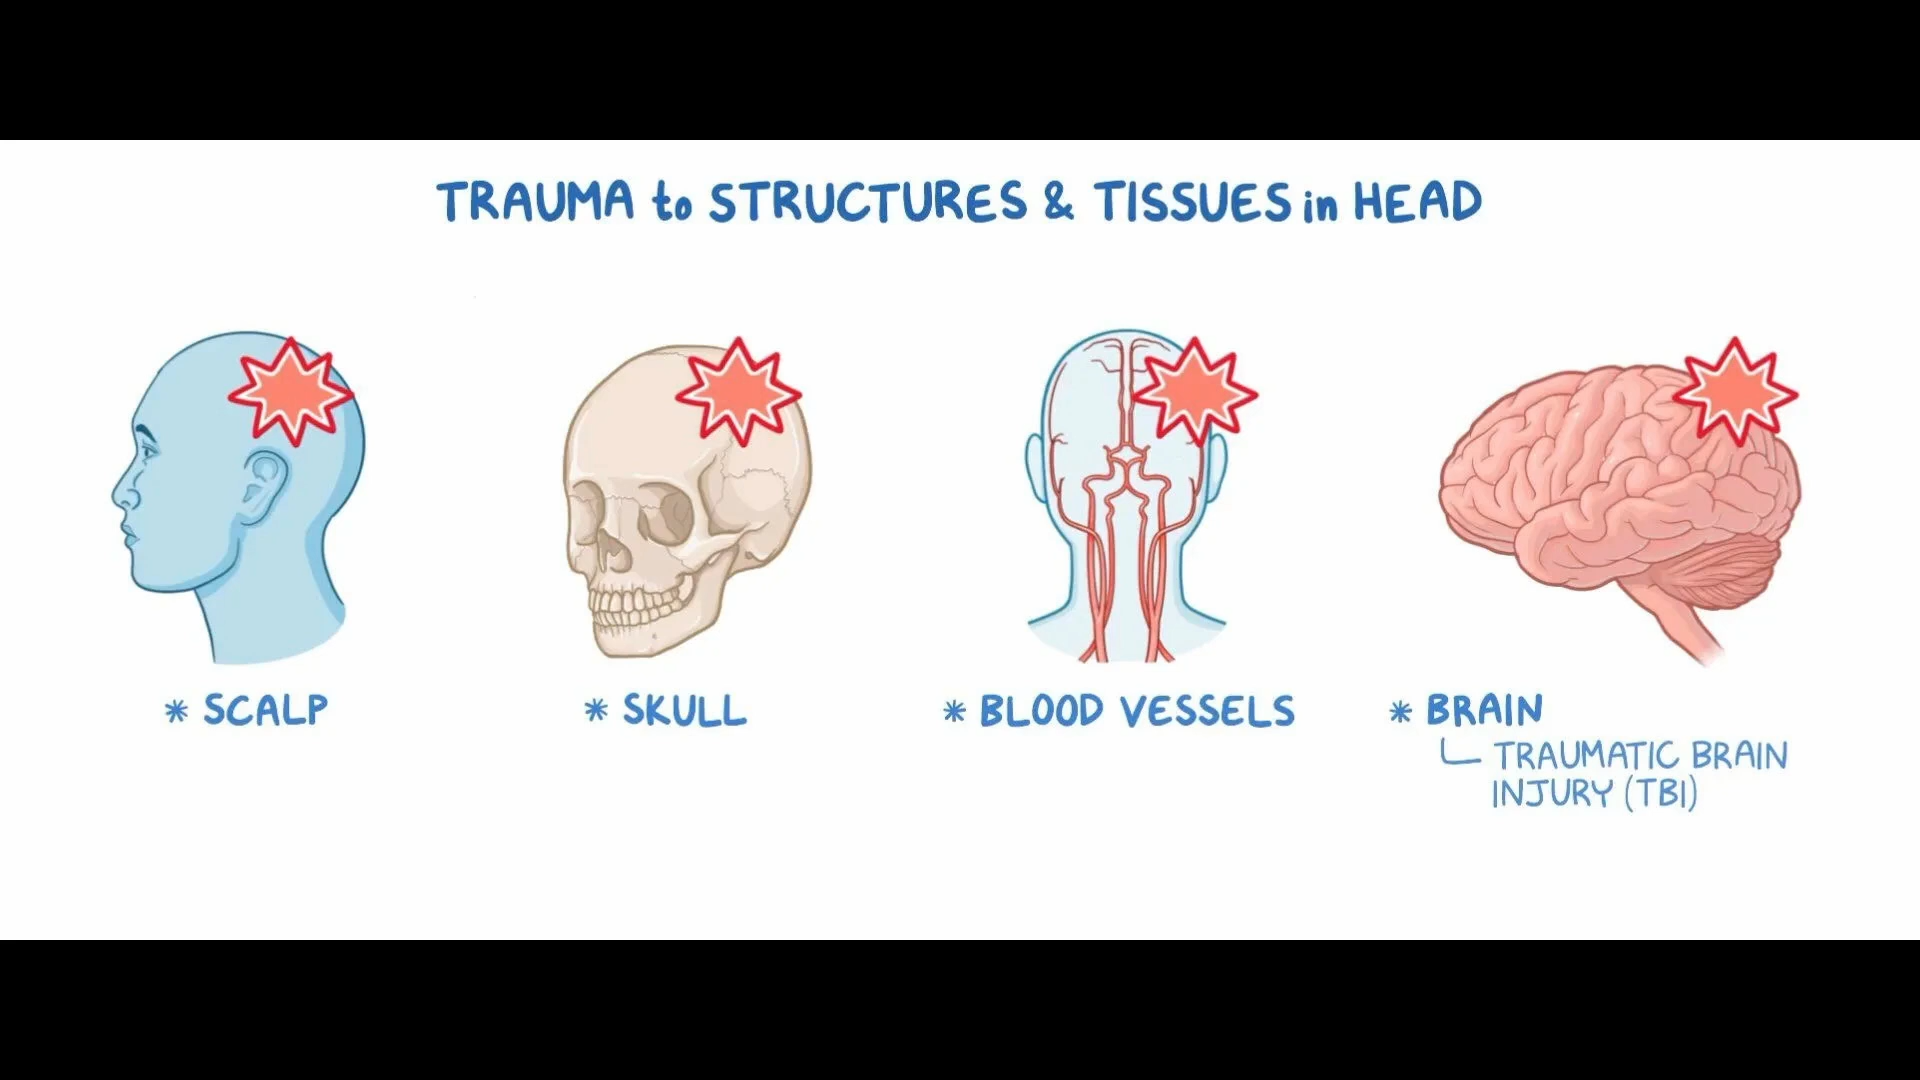 TRAUMA to STRUCTURES & TISSUES in HEAD
* SCALP
* SKULL
* BLOOD VESSELS
* BRAIN
TRAUMATIC BRAIN
INJURY (TBI)